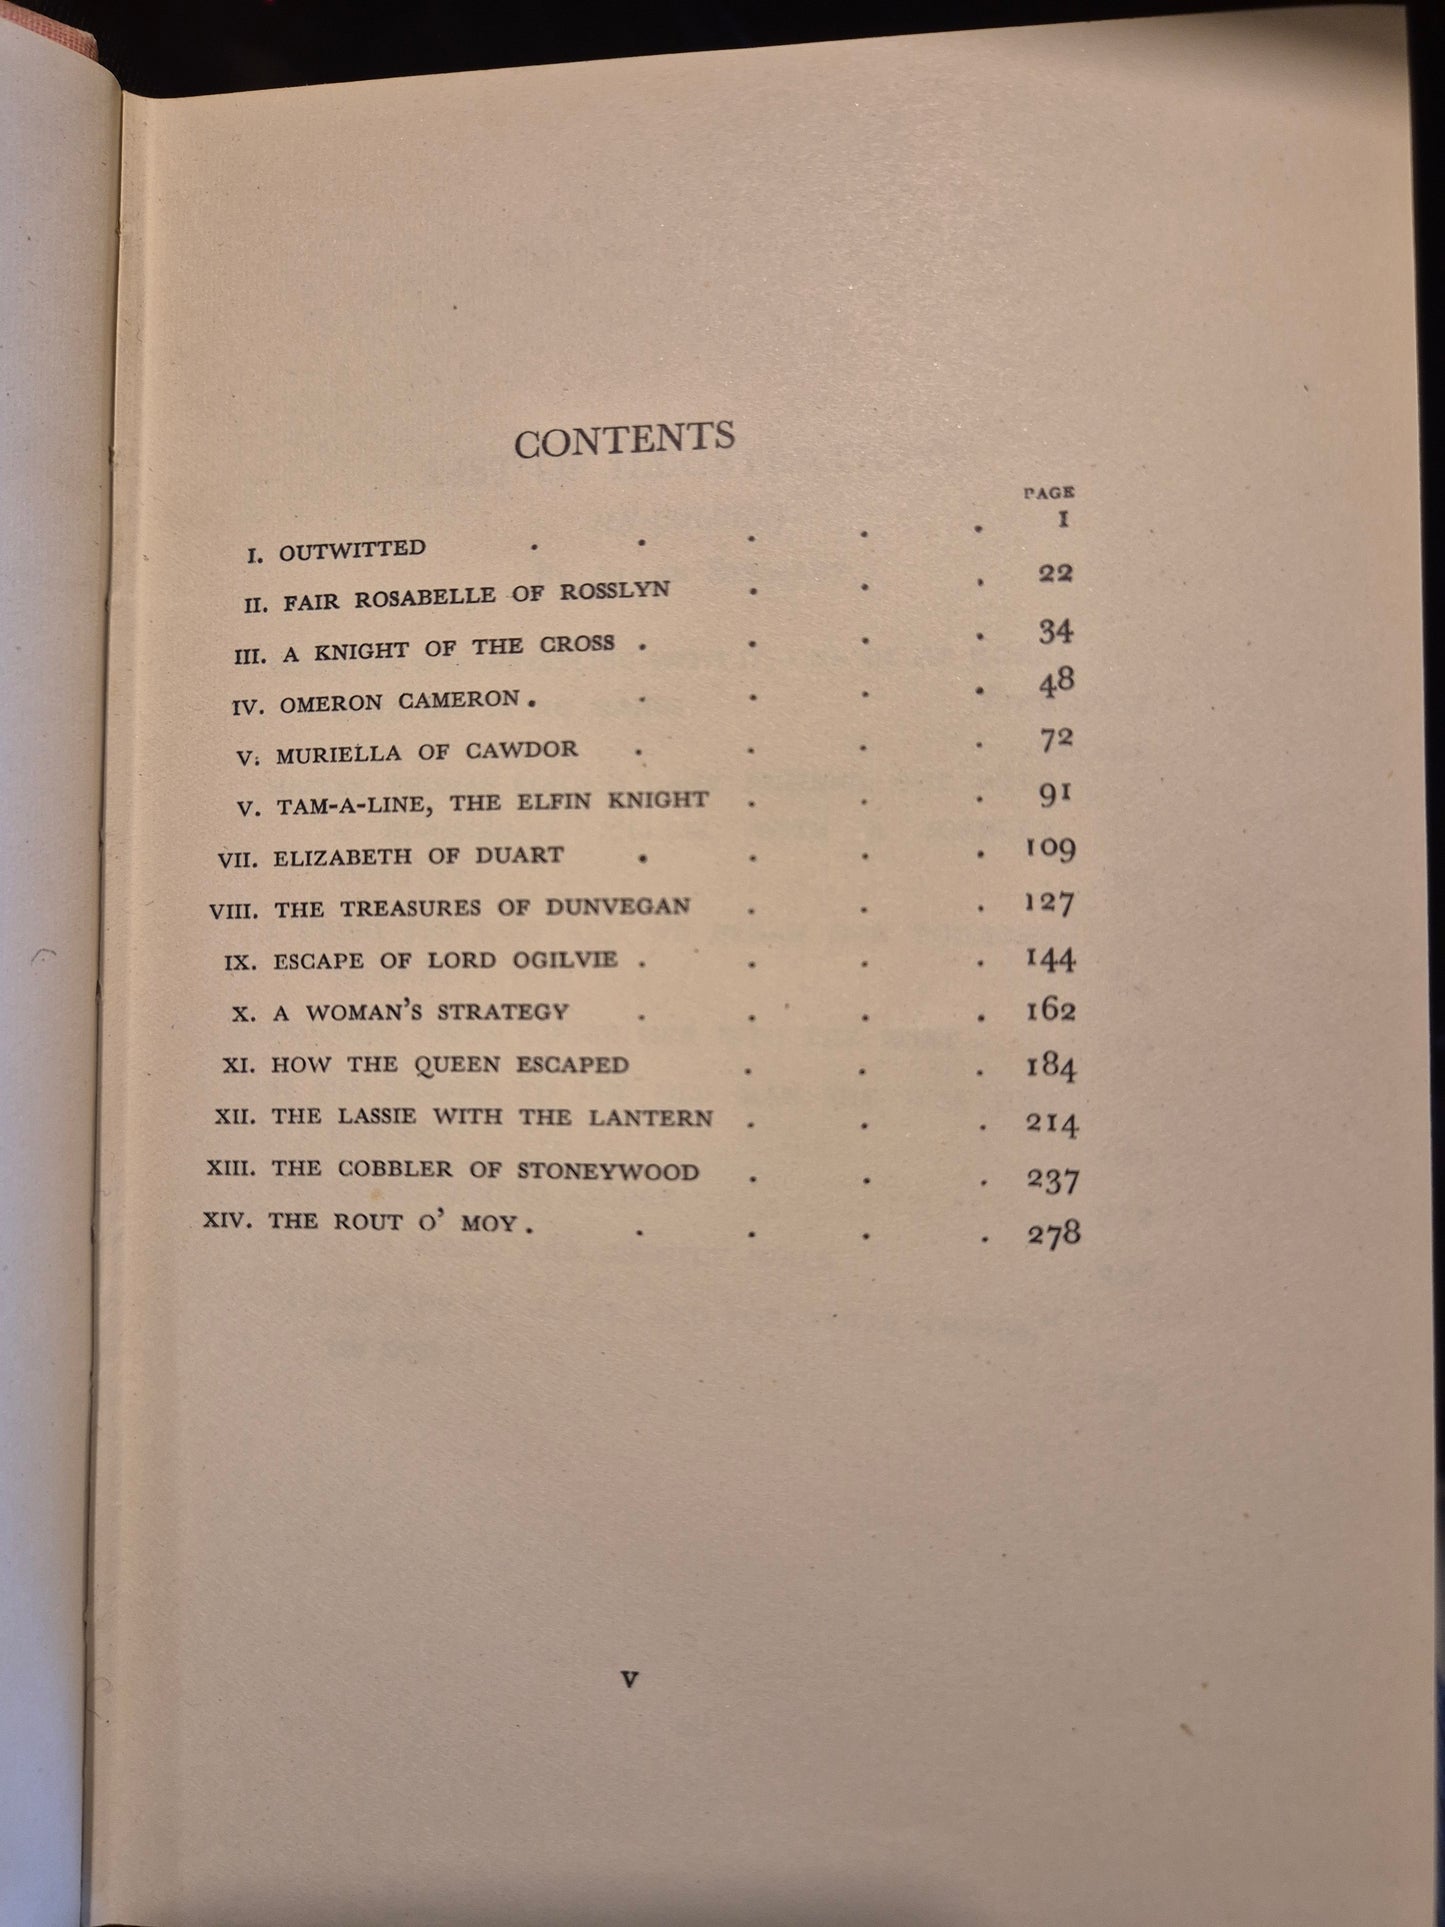 CONTENTS
PAGE
I. OUTWITTED . . . . . 1
II. FAIR ROSABELLE OF ROSSLYN . . . 22
III. A KNIGHT OF THE CROSS . . . . 34
IV. OMERON CAMERON . . . . . 48
V. MURIELLA OF CAWDOR . . . . 72
V. TAM-A-LINE, THE ELFIN KNIGHT . . . 91
VII. ELIZABETH OF DUART . . . . 109
VIII. THE TREASURES OF DUNVEGAN . . . 127
IX. ESCAPE OF LORD OGILVIE . . . . 144
X. A WOMAN'S STRATEGY . . . . 162
XI. HOW THE QUEEN ESCAPED . . . 184
XII. THE LASSIE WITH THE LANTERN . . . 214
XIII. THE COBBLER OF STONEYWOOD . . . 237
XIV. THE ROUT O' MOY . . . . . 278
v